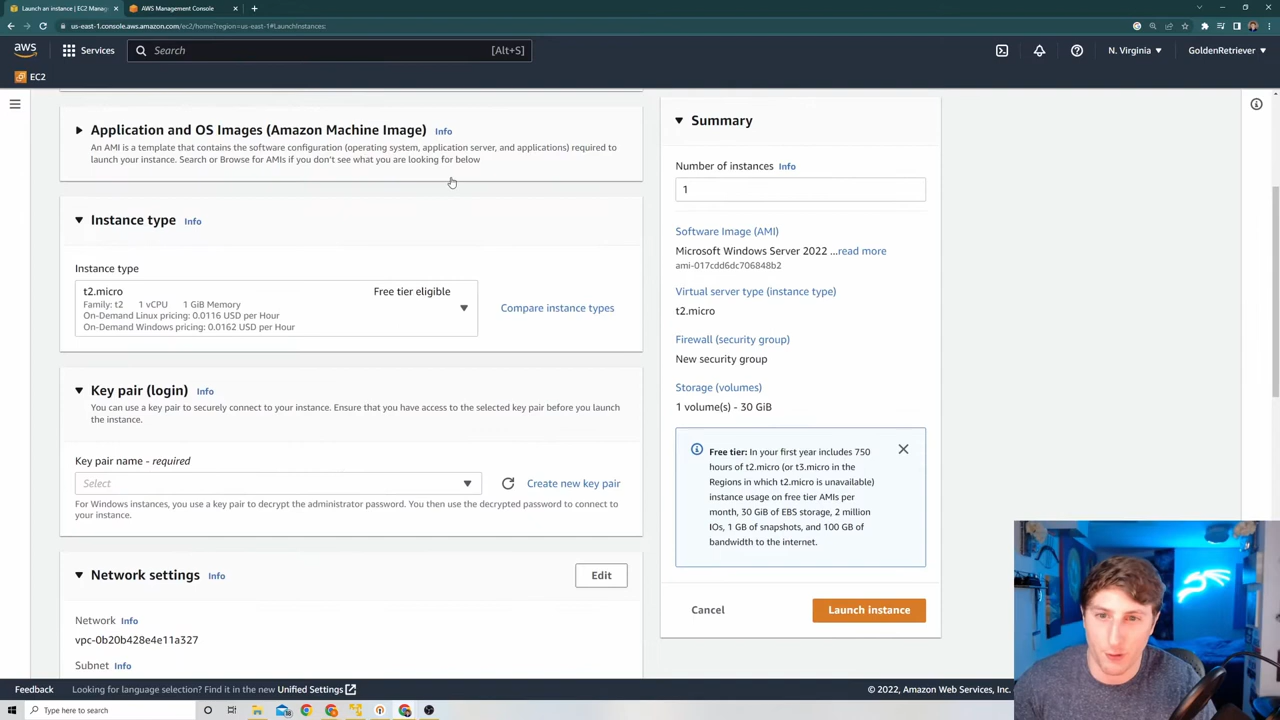 Launch an instance | EC2 Manag
AWS Management Console
us-east-1.console.aws.amazon.com/ec2/home?region=us-east-1#LaunchInstances:
aws
Services
Search
[Alt+S]
N. Virginia
GoldenRetriever
EC2
Application and OS Images (Amazon Machine Image) Info
An AMI is a template that contains the software configuration (operating system, application server, and applications) required to
launch your instance. Search or Browse for AMIs if you don't see what you are looking for below
Instance type Info
Instance type
t2.micro
Free tier eligible
Family: t2 1 vCPU 1 GiB Memory
On-Demand Linux pricing: 0.0116 USD per Hour
On-Demand Windows pricing: 0.0162 USD per Hour
Compare instance types
Key pair (login) Info
You can use a key pair to securely connect to your instance. Ensure that you have access to the selected key pair before you launch
the instance.
Key pair name - required
Select
Create new key pair
For Windows instances, you use a key pair to decrypt the administrator password. You then use the decrypted password to connect to
your instance.
Network settings Info
Edit
Network Info
vpc-0b20b428e4e11a327
Subnet Info
Summary
Number of instances Info
1
Software Image (AMI)
Microsoft Windows Server 2022 ...read more
ami-017cdd6dc706848b2
Virtual server type (instance type)
t2.micro
Firewall (security group)
New security group
Storage (volumes)
1 volume(s) - 30 GiB
Free tier: In your first year includes 750
hours of t2.micro (or t3.micro in the
Regions in which t2.micro is unavailable)
instance usage on free tier AMIs per
month, 30 GiB of EBS storage, 2 million
IOs, 1 GB of snapshots, and 100 GB of
bandwidth to the internet.
Cancel
Launch instance
Feedback
Looking for language selection? Find it in the new Unified Settings
© 2022, Amazon Web Services, Inc.
Type here to search